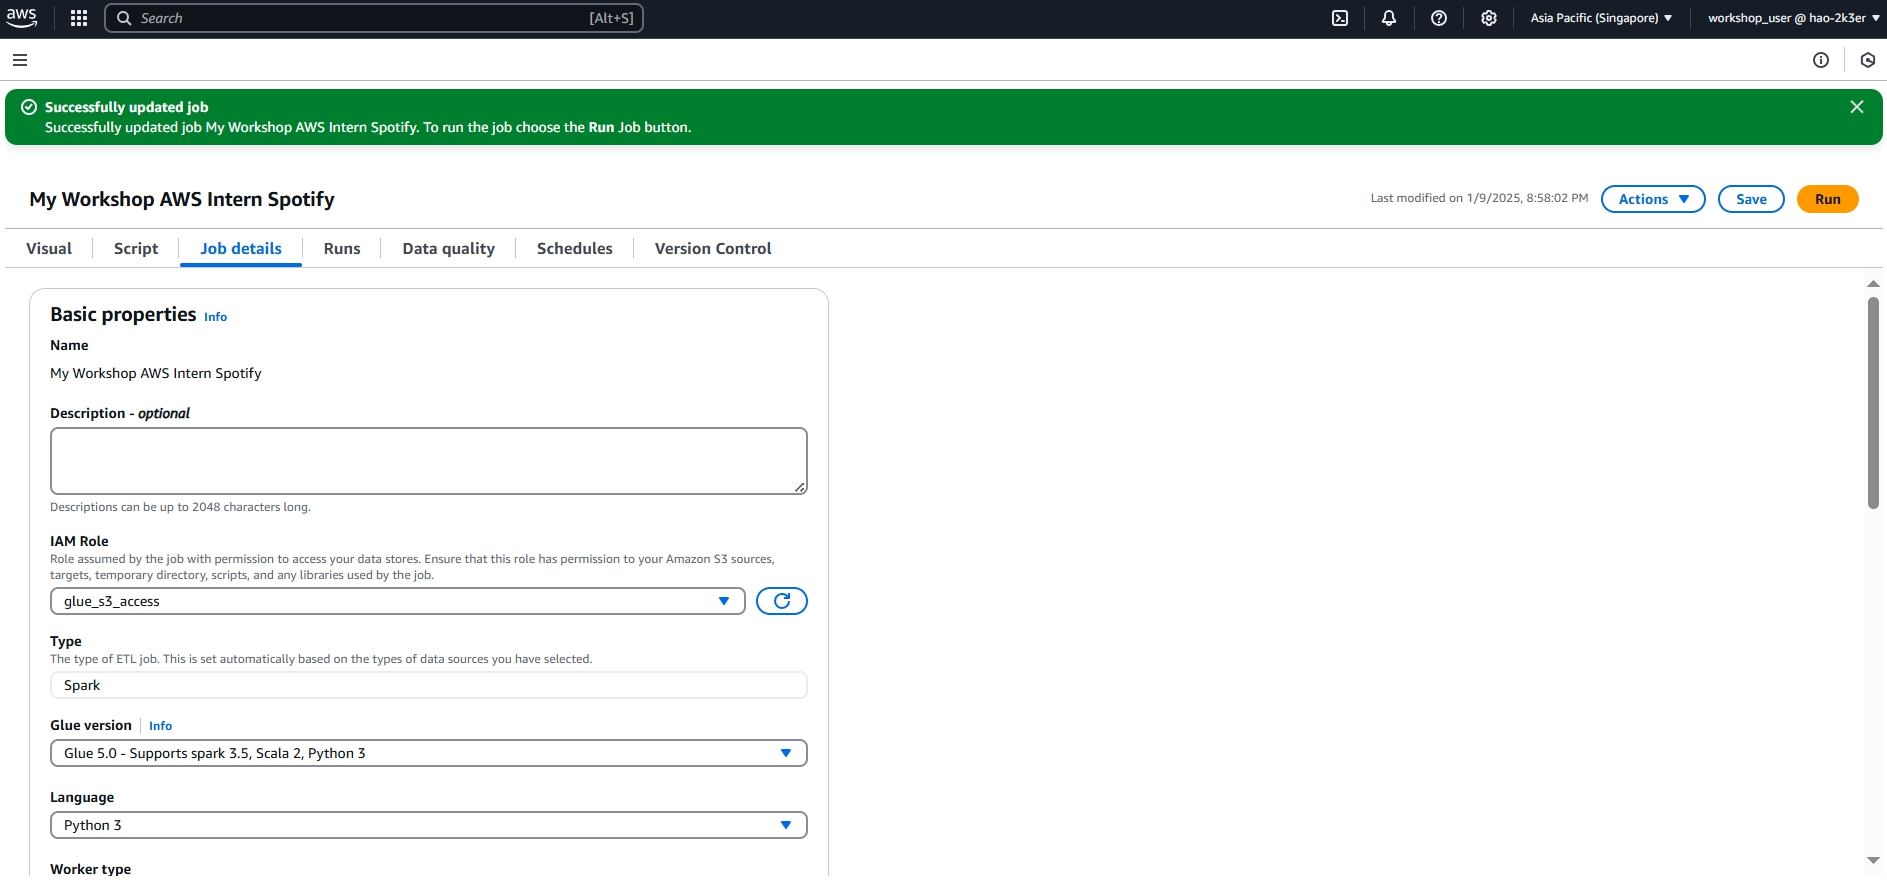 aws
Search
[Alt+S]
Asia Pacific (Singapore)
workshop_user @ hao-2k3er
Successfully updated job
Successfully updated job My Workshop AWS Intern Spotify. To run the job choose the Run Job button.
My Workshop AWS Intern Spotify
Last modified on 1/9/2025, 8:58:02 PM
Actions
Save
Run
Visual
Script
Job details
Runs
Data quality
Schedules
Version Control
Basic properties Info
Name
My Workshop AWS Intern Spotify
Description - optional
Descriptions can be up to 2048 characters long.
IAM Role
Role assumed by the job with permission to access your data stores. Ensure that this role has permission to your Amazon S3 sources,
targets, temporary directory, scripts, and any libraries used by the job.
glue_s3_access
Type
The type of ETL job. This is set automatically based on the types of data sources you have selected.
Spark
Glue version Info
Glue 5.0 - Supports spark 3.5, Scala 2, Python 3
Language
Python 3
Worker type